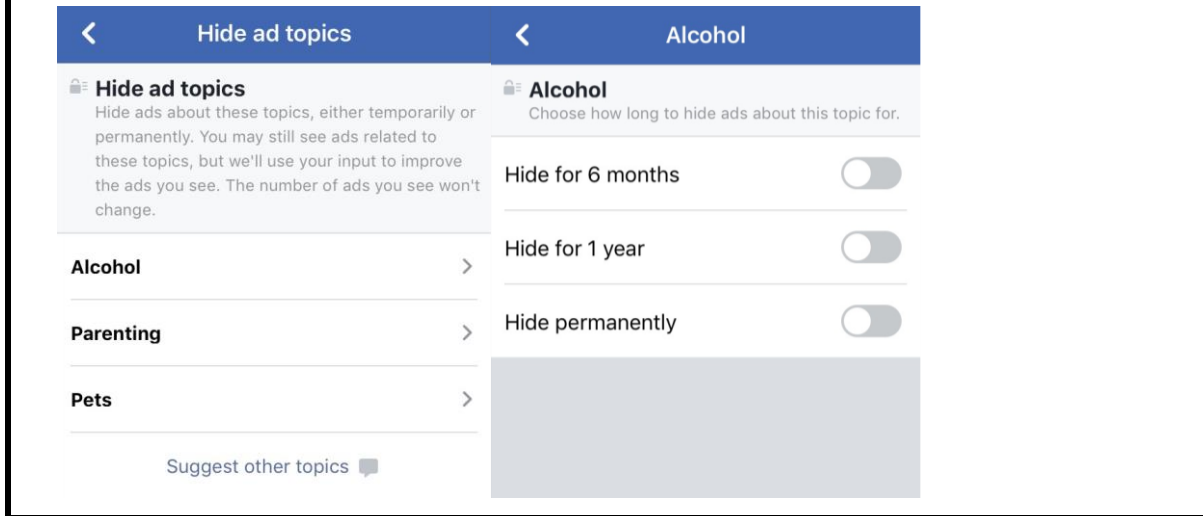 Hide ad topics
Hide ad topics
Hide ads about these topics, either temporarily or
permanently. You may still see ads related to
these topics, but we'll use your input to improve
the ads you see. The number of ads you see won't
change.
Alcohol
Parenting
Pets
Suggest other topics
Alcohol
Alcohol
Choose how long to hide ads about this topic for.
Hide for 6 months
Hide for 1 year
Hide permanently